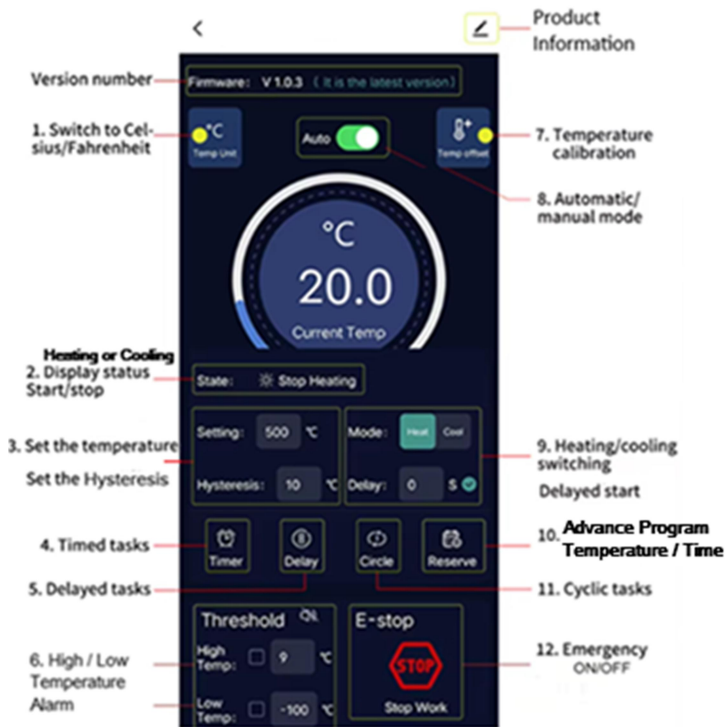 Product
Information
Version number
Firmware: V 1.0.3 ( It is the latest version)
1. Switch to Cel-
sius/Fahrenheit
°C
Temp Unit
Auto
Temp offset
7. Temperature
calibration
8. Automatic/
manual mode
°C
20.0
Current Temp
Heating or Cooling
2. Display status
Start/stop
State: Stop Heating
3. Set the temperature
Set the Hysteresis
Setting: 500 °C
Hysteresis: 10 °C
Mode: Heat Cool
Delay: 0 S
9. Heating/cooling
switching
Delayed start
4. Timed tasks
5. Delayed tasks
Timer
Delay
Circle
Reserve
10. Advance Program
Temperature / Time
11. Cyclic tasks
Threshold
High
Temp: 9 °C
Low
Temp: -100 °C
E-stop
STOP
Stop Work
6. High / Low
Temperature
Alarm
12. Emergency
ON/OFF